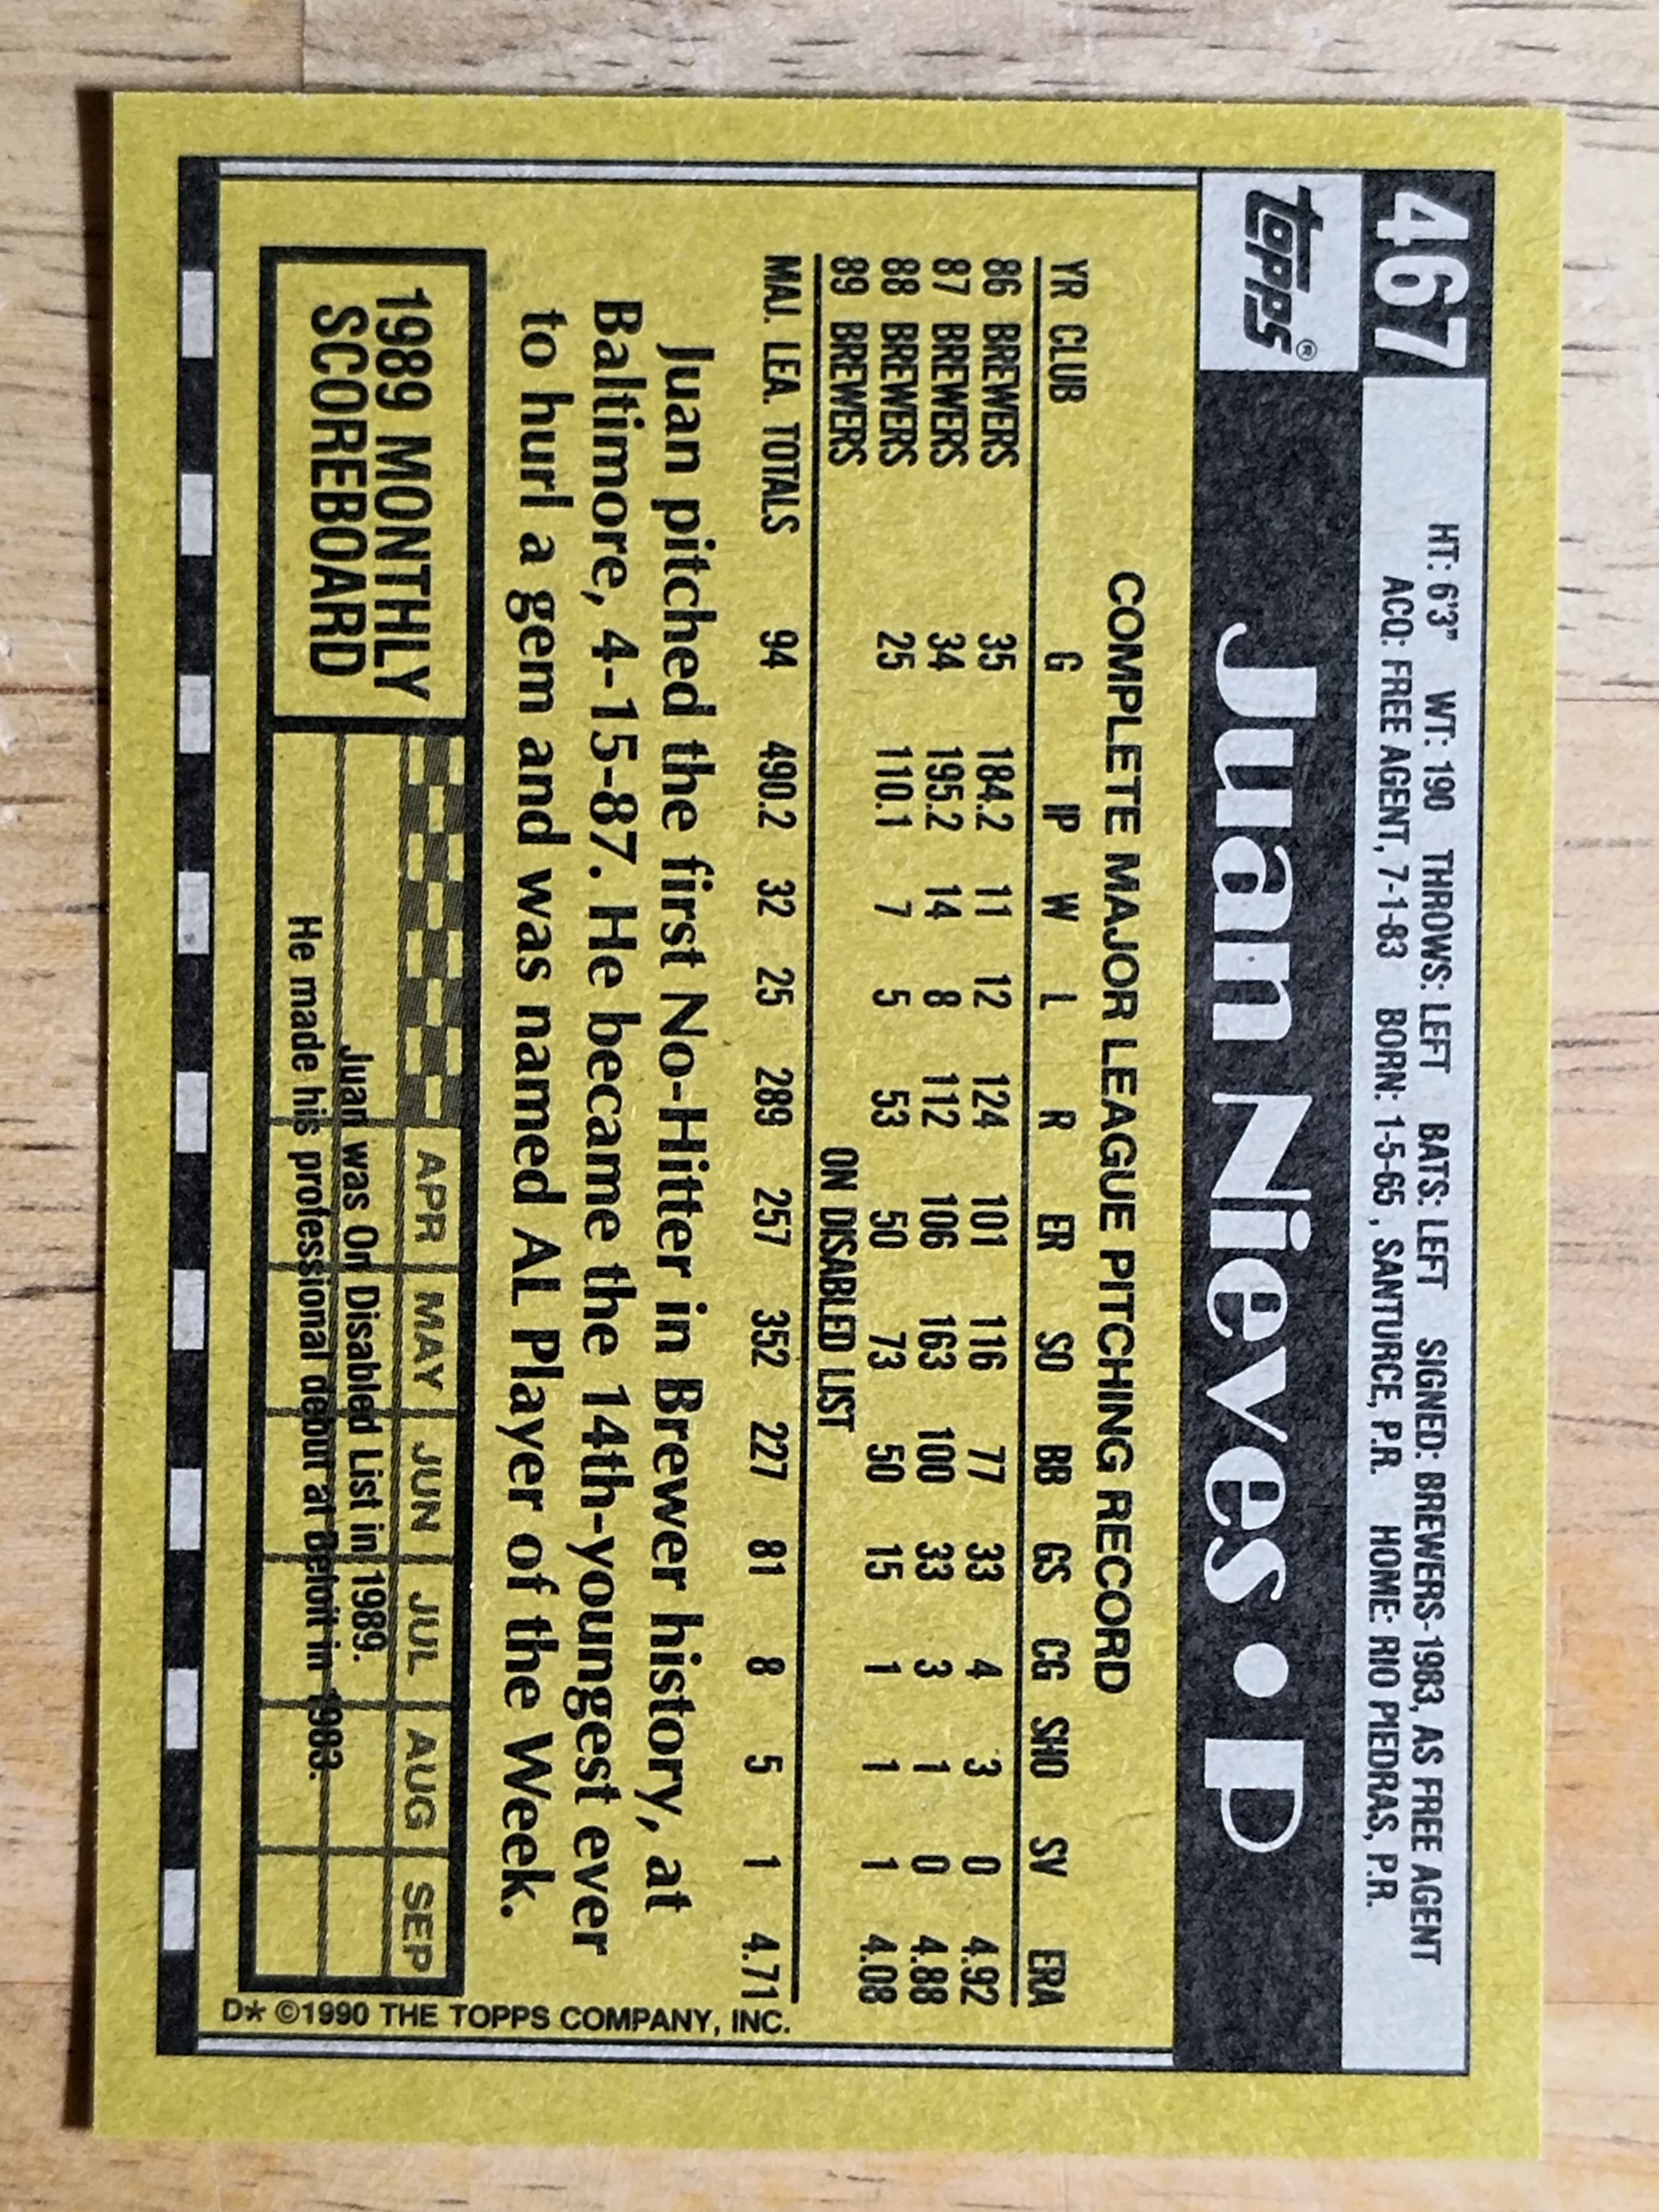 467
HT: 6'3" WT: 190 THROWS: LEFT BATS: LEFT SIGNED: BREWERS-1983, AS FREE AGENT
ACQ: FREE AGENT, 7-1-83 BORN: 1-5-65 , SANTURCE, P.R. HOME: RIO PIEDRAS, P.R.
TOPPS®
Juan Nieves • P
COMPLETE MAJOR LEAGUE PITCHING RECORD
YR CLUB G IP W L R ER SO BB GS CG SHO SV ERA
86 BREWERS 35 184.2 11 12 124 101 116 77 33 4 3 0 4.92
87 BREWERS 34 195.2 14 8 112 106 163 100 33 3 1 0 4.88
88 BREWERS 25 110.1 7 5 53 50 73 50 15 1 1 1 4.08
89 BREWERS ON DISABLED LIST
MAJ. LEA. TOTALS 94 490.2 32 25 289 257 352 227 81 8 5 1 4.71
Juan pitched the first No-Hitter in Brewer history, at
Baltimore, 4-15-87. He became the 14th-youngest ever
to hurl a gem and was named AL Player of the Week.
1989 MONTHLY
SCOREBOARD
APR MAY JUN JUL AUG SEP
Juan was On Disabled List in 1989.
He made his professional debut at Beloit in 1983.
D* ©1990 THE TOPPS COMPANY, INC.